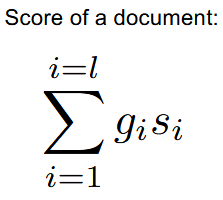 Score of a document:
i=l
∑ g_i s_i
i=1